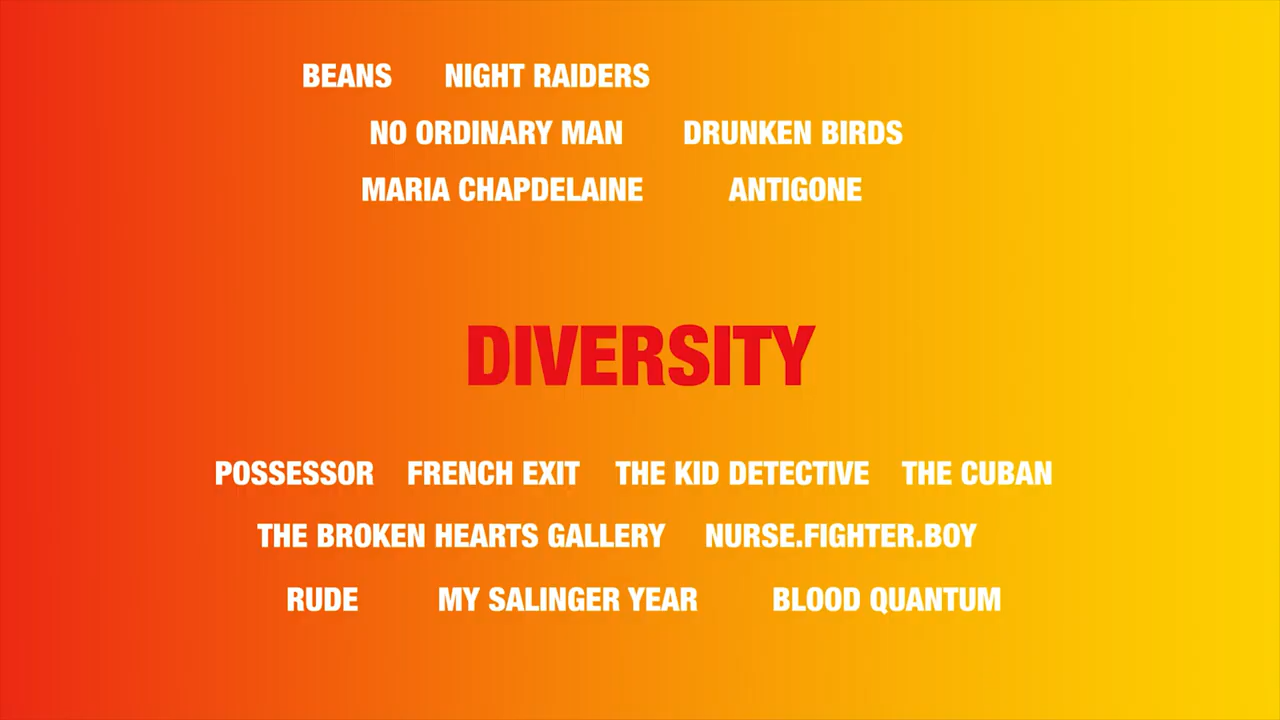 BEANS NIGHT RAIDERS
NO ORDINARY MAN DRUNKEN BIRDS
MARIA CHAPDELAINE ANTIGONE
DIVERSITY
POSSESSOR FRENCH EXIT THE KID DETECTIVE THE CUBAN
THE BROKEN HEARTS GALLERY NURSE.FIGHTER.BOY
RUDE MY SALINGER YEAR BLOOD QUANTUM